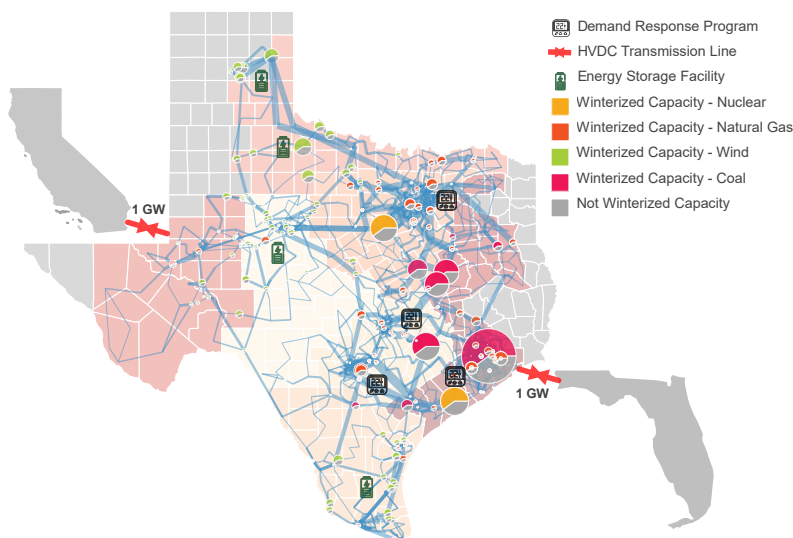 Demand Response Program
HVDC Transmission Line
Energy Storage Facility
Winterized Capacity - Nuclear
Winterized Capacity - Natural Gas
Winterized Capacity - Wind
Winterized Capacity - Coal
Not Winterized Capacity
1 GW
1 GW